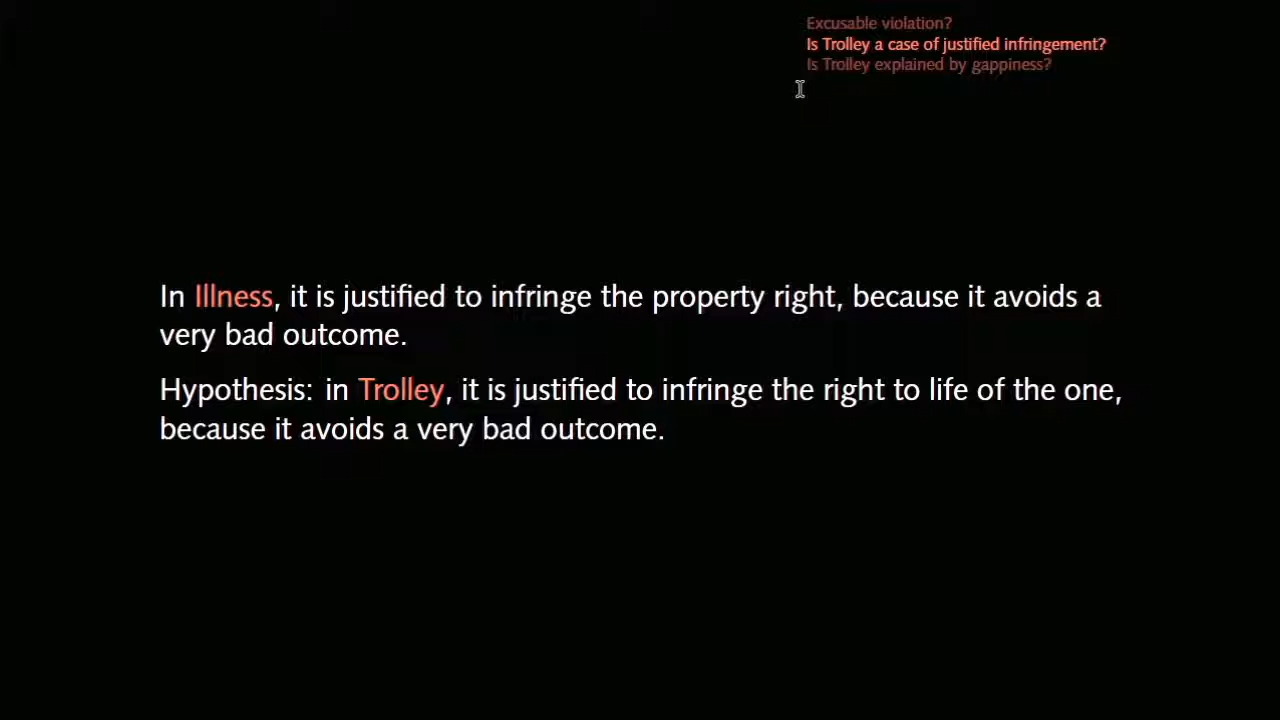 Excusable violation?
Is Trolley a case of justified infringement?
Is Trolley explained by gappiness?
In Illness, it is justified to infringe the property right, because it avoids a
very bad outcome.
Hypothesis: in Trolley, it is justified to infringe the right to life of the one,
because it avoids a very bad outcome.